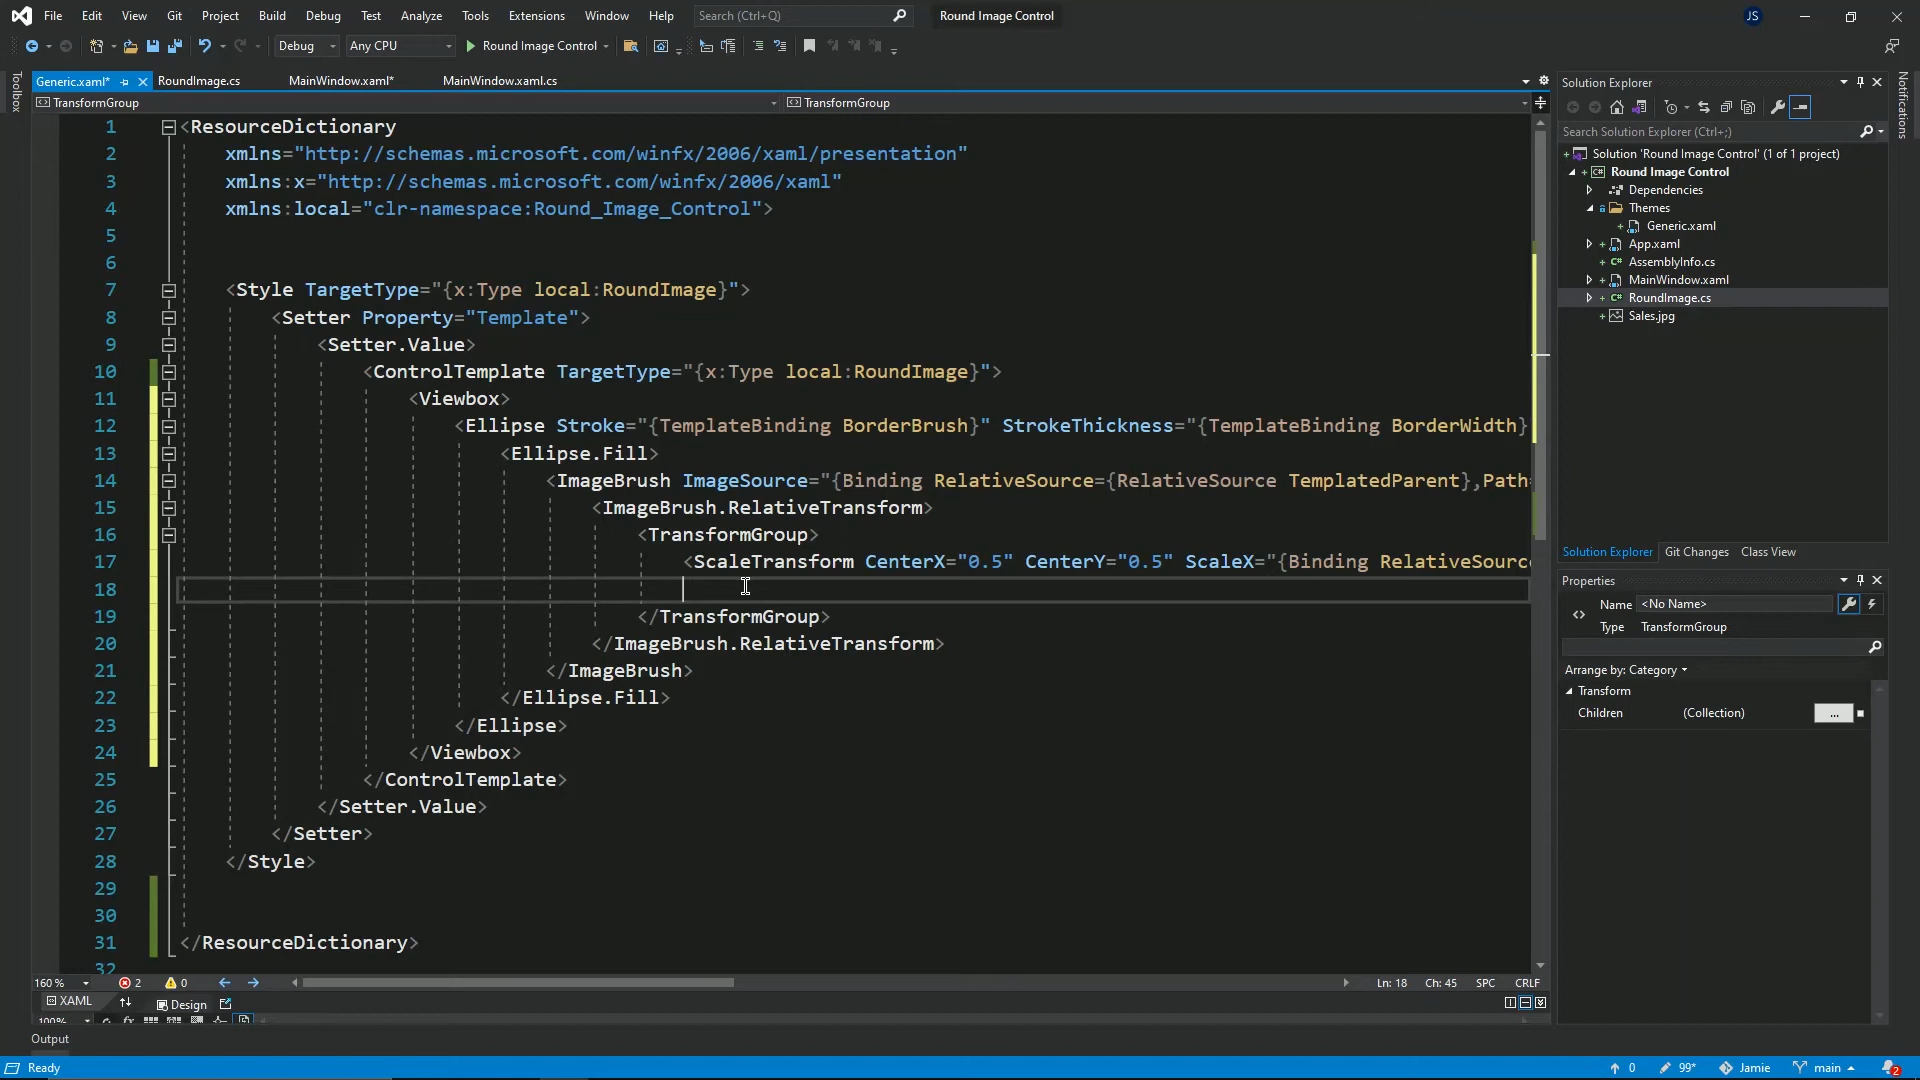 File Edit View Git Project Build Debug Test Analyze Tools Extensions Window Help Search (Ctrl+Q) Round Image Control JS
Debug Any CPU Round Image Control
Toolbox
Generic.xaml* RoundImage.cs MainWindow.xaml* MainWindow.xaml.cs
TransformGroup TransformGroup
1 <ResourceDictionary
2 xmlns="http://schemas.microsoft.com/winfx/2006/xaml/presentation"
3 xmlns:x="http://schemas.microsoft.com/winfx/2006/xaml"
4 xmlns:local="clr-namespace:Round_Image_Control">
5
6
7 <Style TargetType="{x:Type local:RoundImage}">
8 <Setter Property="Template">
9 <Setter.Value>
10 <ControlTemplate TargetType="{x:Type local:RoundImage}">
11 <Viewbox>
12 <Ellipse Stroke="{TemplateBinding BorderBrush}" StrokeThickness="{TemplateBinding BorderWidth}
13 <Ellipse.Fill>
14 <ImageBrush ImageSource="{Binding RelativeSource={RelativeSource TemplatedParent},Path=
15 <ImageBrush.RelativeTransform>
16 <TransformGroup>
17 <ScaleTransform CenterX="0.5" CenterY="0.5" ScaleX="{Binding RelativeSource
18
19 </TransformGroup>
20 </ImageBrush.RelativeTransform>
21 </ImageBrush>
22 </Ellipse.Fill>
23 </Ellipse>
24 </Viewbox>
25 </ControlTemplate>
26 </Setter.Value>
27 </Setter>
28 </Style>
29
30
31 </ResourceDictionary>
32
160 % 2 0 Ln: 18 Ch: 45 SPC CRLF
XAML Design
100%
Output
Ready 0 99* Jamie main 2
Solution Explorer
Search Solution Explorer (Ctrl+;)
Solution 'Round Image Control' (1 of 1 project)
Round Image Control
Dependencies
Themes
Generic.xaml
App.xaml
AssemblyInfo.cs
MainWindow.xaml
RoundImage.cs
Sales.jpg
Solution Explorer Git Changes Class View
Properties
Name <No Name>
Type TransformGroup
Arrange by: Category
Transform
Children (Collection) ...
Notifications